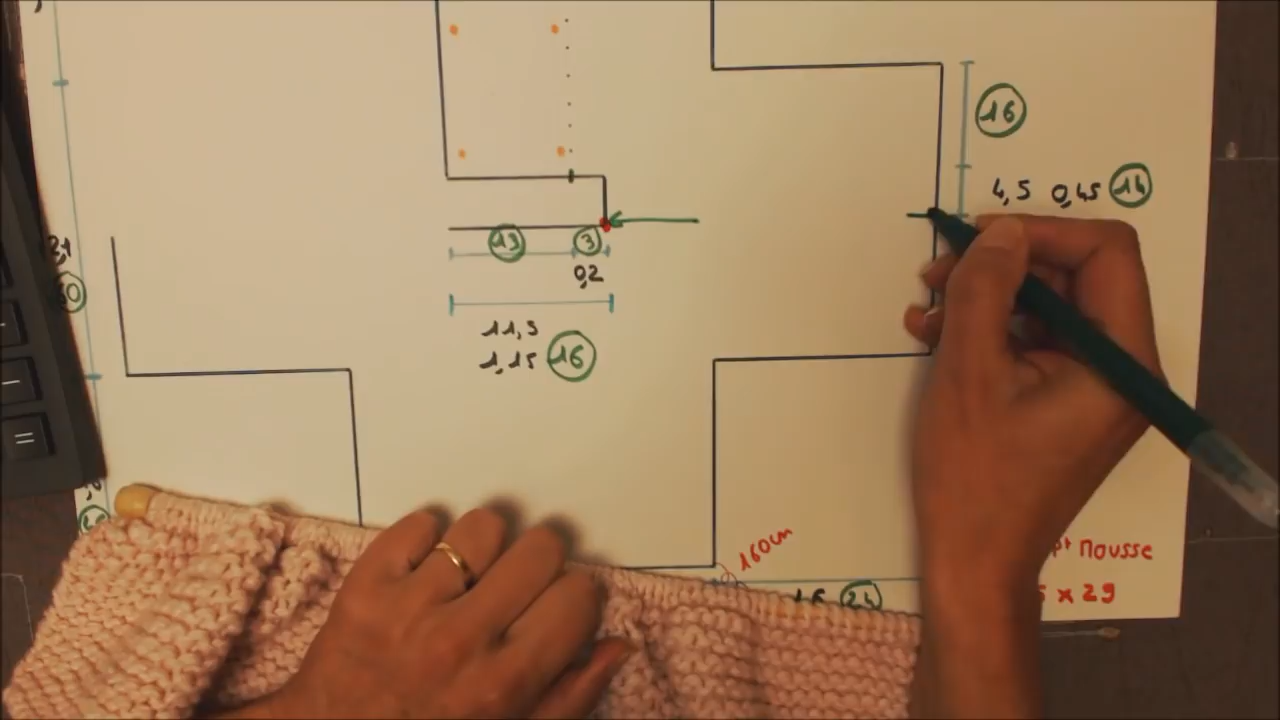 16
4,5 0,45 14
13 3
0,2
11,5
1,15 16
160cm
16 24
pt Mousse
x 29
=